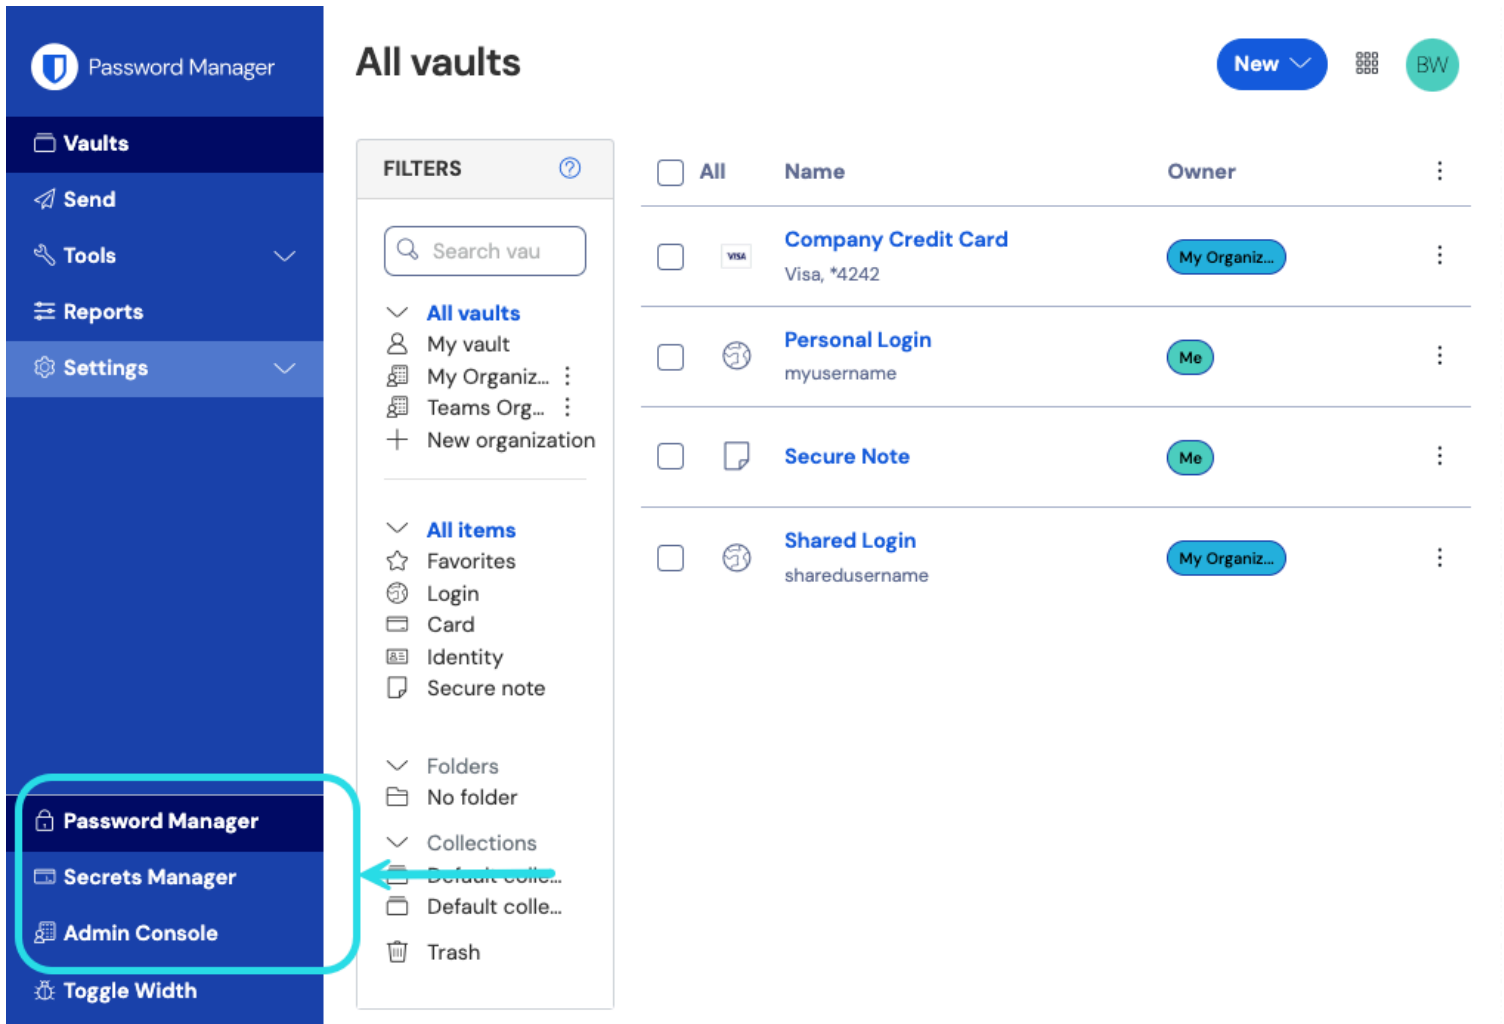 Password Manager
Vaults
Send
Tools
Reports
Settings
Password Manager
Secrets Manager
Admin Console
Toggle Width
All vaults
New
BW
FILTERS
?
Search vau
All vaults
My vault
My Organiz...
Teams Org...
New organization
All items
Favorites
Login
Card
Identity
Secure note
Folders
No folder
Collections
Default colle...
Default colle...
Trash
All Name Owner
VISA
Company Credit Card
Visa, *4242
My Organiz...
Personal Login
myusername
Me
Secure Note
Me
Shared Login
sharedusername
My Organiz...